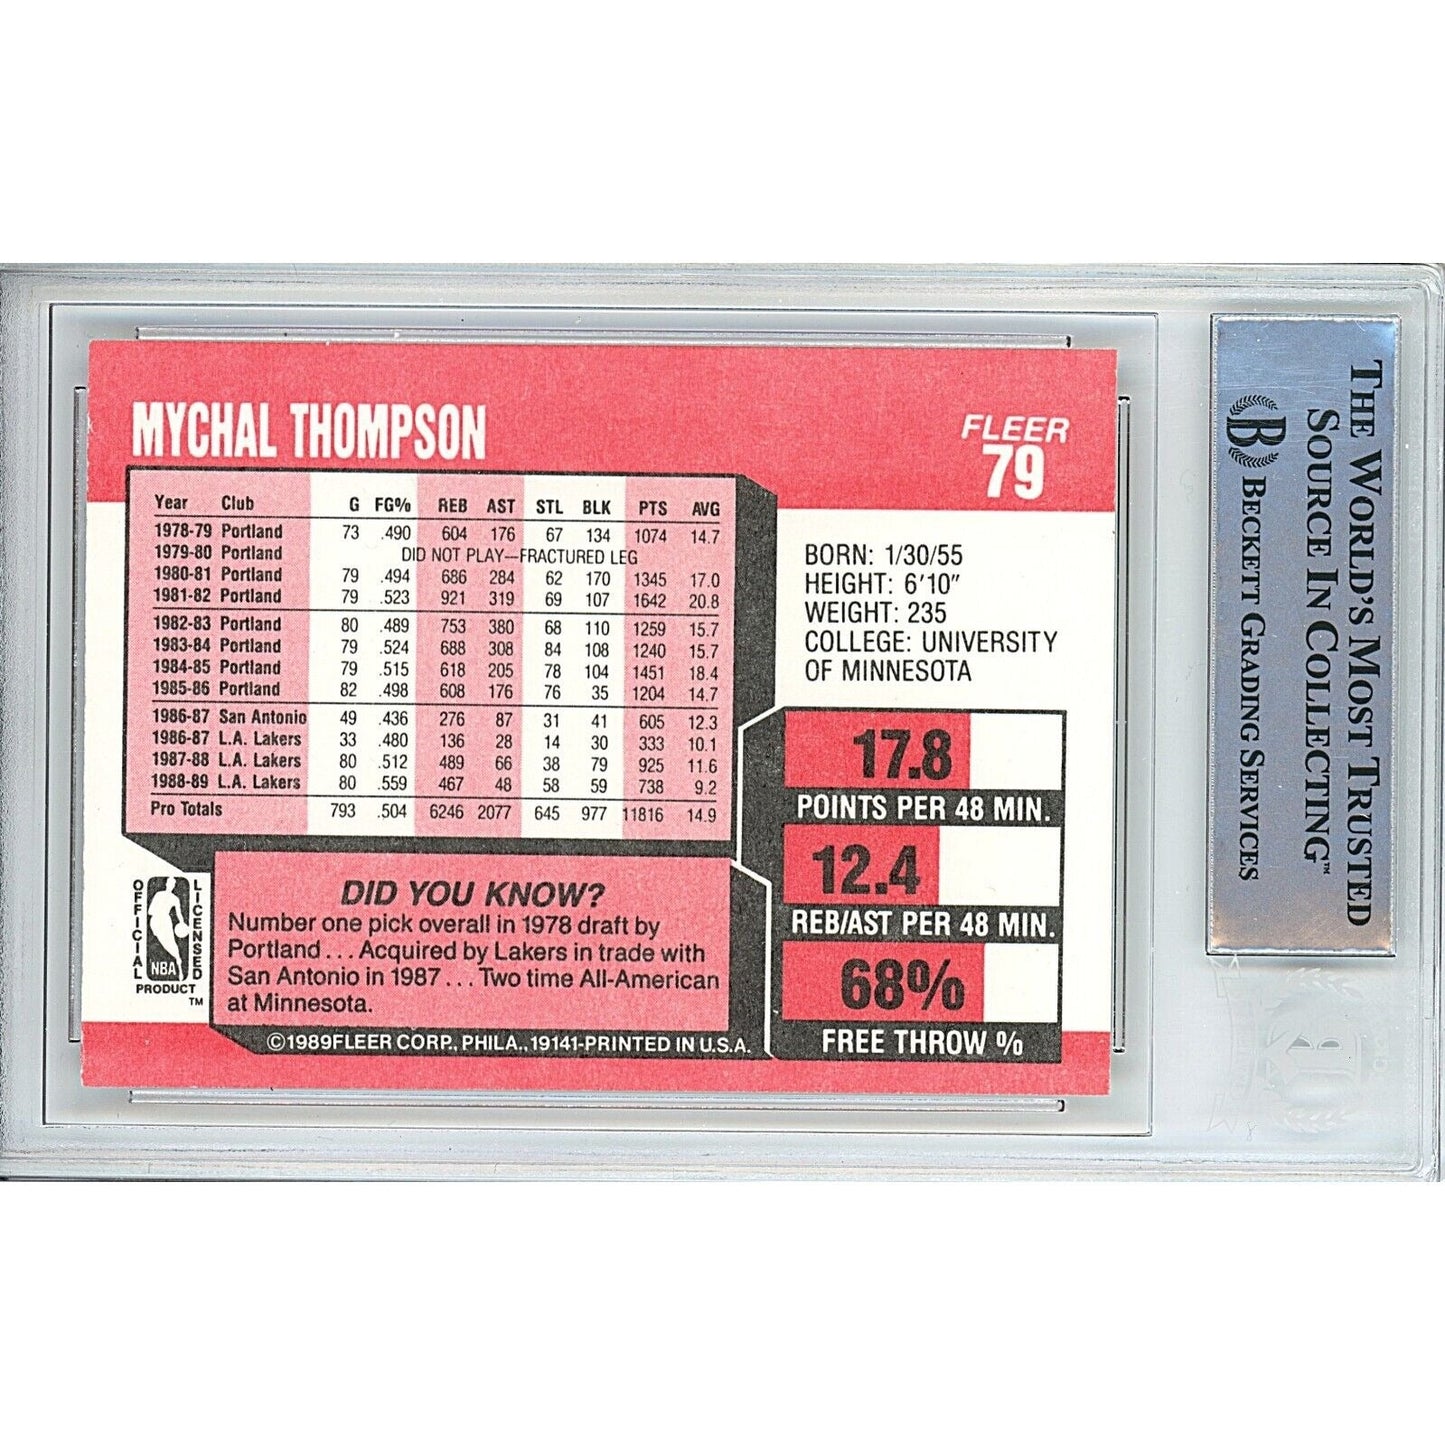 MYCHAL THOMPSON
FLEER
79
Year Club G FG% REB AST STL BLK PTS AVG
1978-79 Portland 73 .490 604 176 67 134 1074 14.7
1979-80 Portland DID NOT PLAY—FRACTURED LEG
1980-81 Portland 79 .494 686 284 62 170 1345 17.0
1981-82 Portland 79 .523 921 319 69 107 1642 20.8
1982-83 Portland 80 .489 753 380 68 110 1259 15.7
1983-84 Portland 79 .524 688 308 84 108 1240 15.7
1984-85 Portland 79 .515 618 205 78 104 1451 18.4
1985-86 Portland 82 .498 608 176 76 35 1204 14.7
1986-87 San Antonio 49 .436 276 87 31 41 605 12.3
1986-87 L.A. Lakers 33 .480 136 28 14 30 333 10.1
1987-88 L.A. Lakers 80 .512 489 66 38 79 925 11.6
1988-89 L.A. Lakers 80 .559 467 48 58 59 738 9.2
Pro Totals 793 .504 6246 2077 645 977 11816 14.9
BORN: 1/30/55
HEIGHT: 6'10"
WEIGHT: 235
COLLEGE: UNIVERSITY
OF MINNESOTA
17.8
POINTS PER 48 MIN.
12.4
REB/AST PER 48 MIN.
68%
FREE THROW %
OFFICIAL
NBA
LICENSED
PRODUCT
TM
DID YOU KNOW?
Number one pick overall in 1978 draft by
Portland... Acquired by Lakers in trade with
San Antonio in 1987... Two time All-American
at Minnesota.
©1989FLEER CORP., PHILA., 19141-PRINTED IN U.S.A.
THE WORLD'S MOST TRUSTED
SOURCE IN COLLECTING™
B BECKETT GRADING SERVICES
B